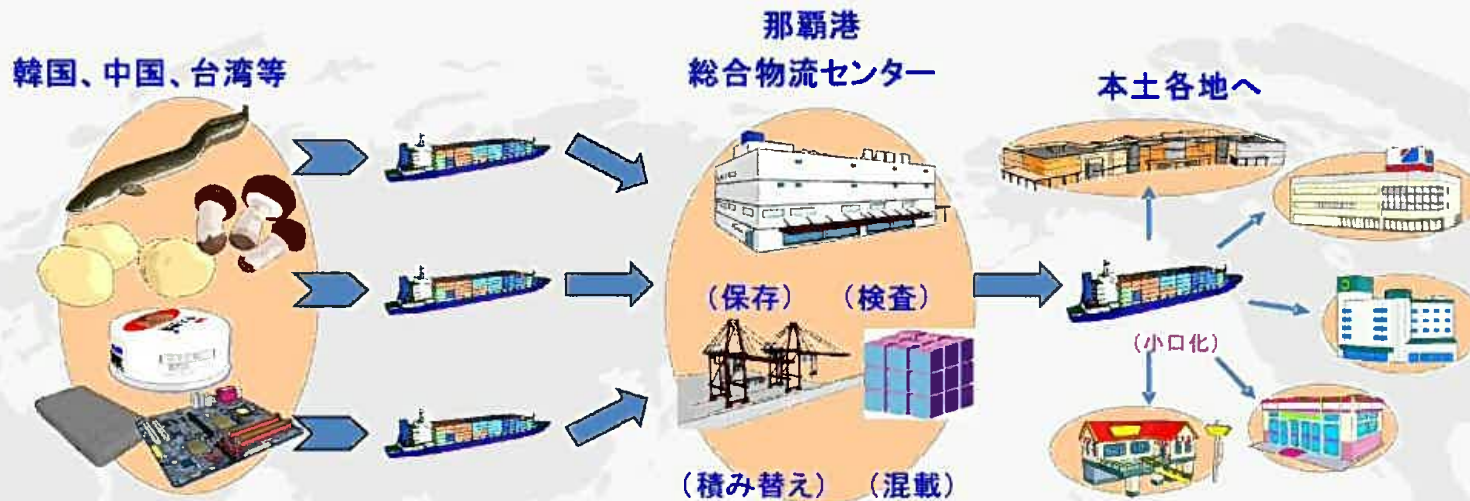 韓国、中国、台湾等
那覇港
総合物流センター
本土各地へ
（保存） （検査）
（小口化）
（積み替え） （混載）